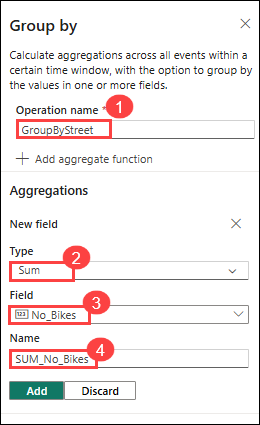 Group by
Calculate aggregations across all events within a
certain time window, with the option to group by
the values in one or more fields.
Operation name *
1
GroupByStreet
Add aggregate function
Aggregations
New field
Type
2
Sum
Field
3
123 No_Bikes
Name
4
SUM_No_Bikes
Add Discard